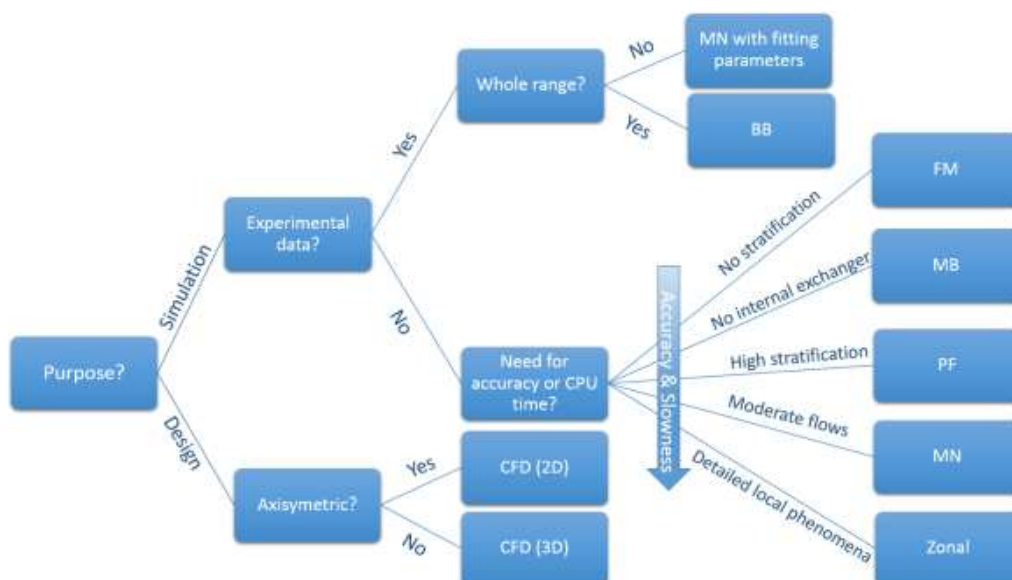 Purpose?
Simulation
Design
Experimental
data?
Yes
No
Whole range?
No
Yes
MN with fitting
parameters
BB
Need for
accuracy or CPU
time?
Accuracy & Slowness
No stratification
No internal exchanger
High stratification
Moderate flows
Detailed local phenomena
FM
MB
PF
MN
Zonal
Axisymetric?
Yes
No
CFD (2D)
CFD (3D)